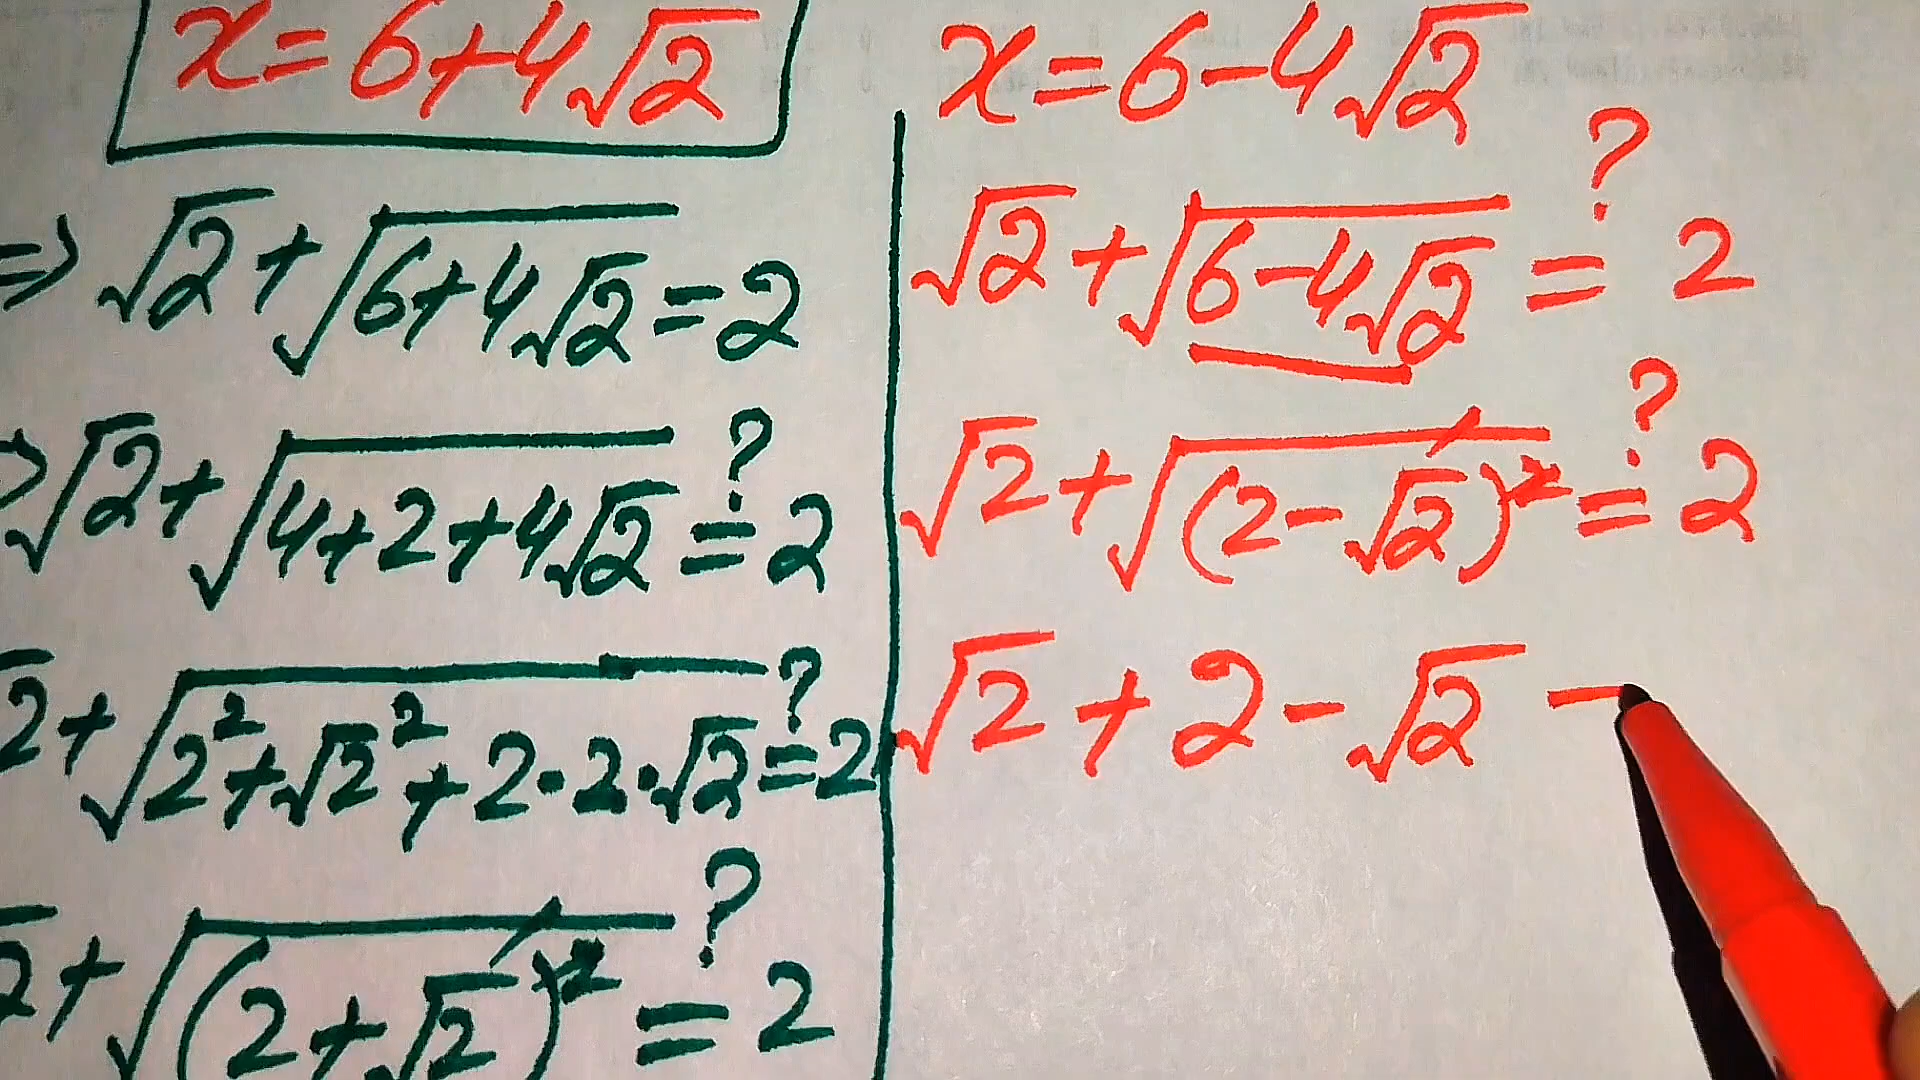 x=6+4√2
⇒ √2+√(6+4√2)=2
⇒ √2+√(4+2+4√2) ?= 2
√2+√(2²+√2²+2·2·√2) ?= 2
√2+√(2+√2)² ?= 2
x=6-4√2
√2+√(6-4√2) ?= 2
√2+√(2-√2)² ?= 2
√2+2-√2 -